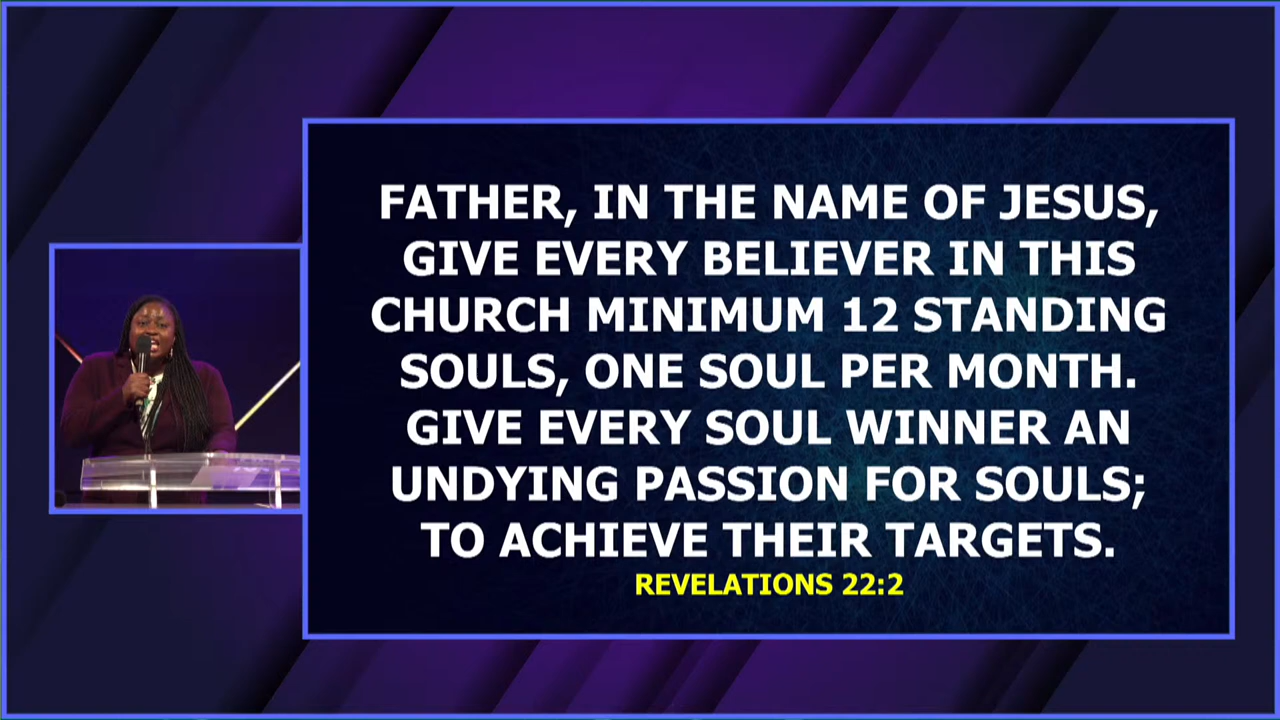 FATHER, IN THE NAME OF JESUS,
GIVE EVERY BELIEVER IN THIS
CHURCH MINIMUM 12 STANDING
SOULS, ONE SOUL PER MONTH.
GIVE EVERY SOUL WINNER AN
UNDYING PASSION FOR SOULS;
TO ACHIEVE THEIR TARGETS.
REVELATIONS 22:2